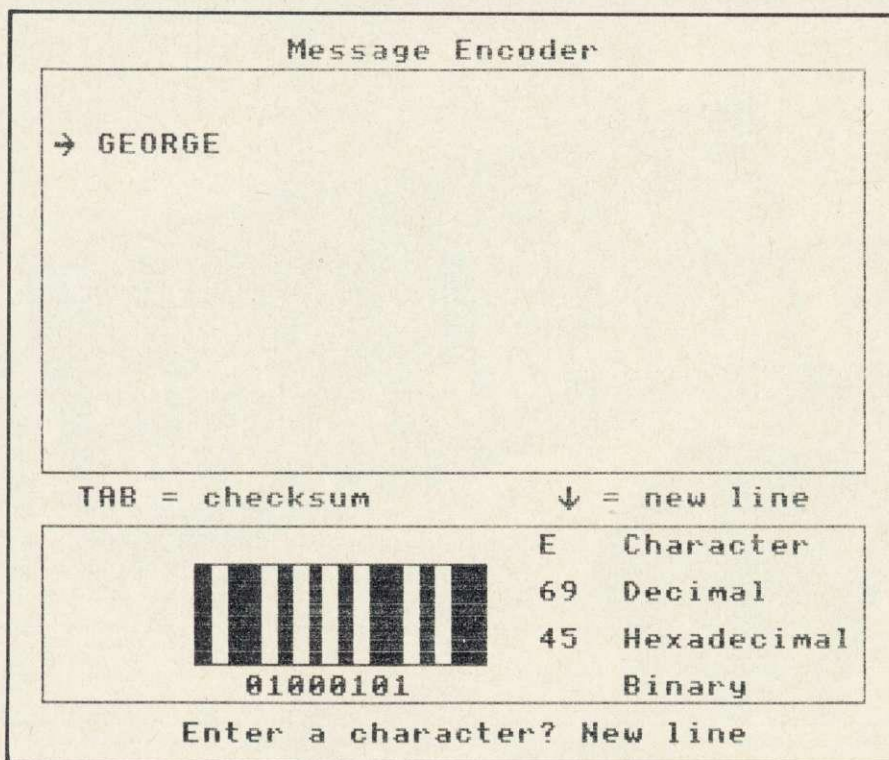 Message Encoder
→ GEORGE
TAB = checksum ↓ = new line
E Character
69 Decimal
45 Hexadecimal
01000101 Binary
Enter a character? New line